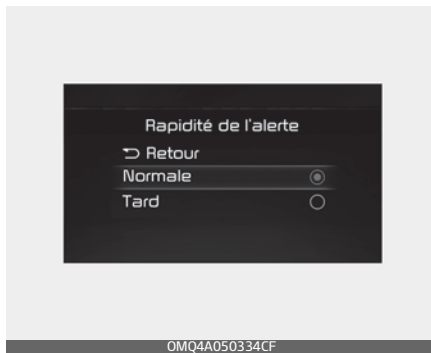 Rapidité de l'alerte
Retour
Normale
Tard
OMQ4A050334CF